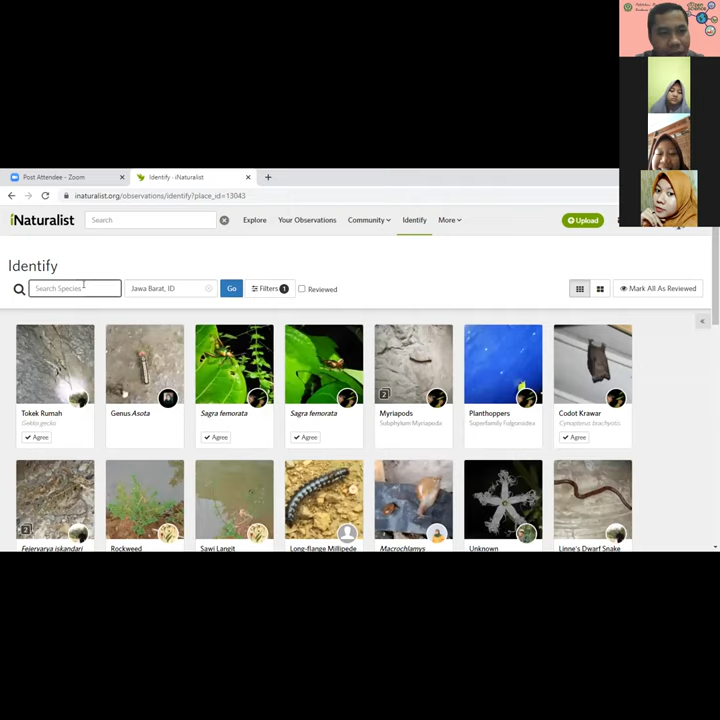 Post Attendee - Zoom
Identify · iNaturalist
inaturalist.org/observations/identify?place_id=13043
iNaturalist
Search
Explore
Your Observations
Community
Identify
More
Upload
Identify
Search Species
Jawa Barat, ID
Go
Filters 1
Reviewed
Mark All As Reviewed
Tokek Rumah
Gekko gecko
Agree
Genus Asota
Sagra femorata
Agree
Sagra femorata
Agree
2
Myriapods
Subphylum Myriapoda
Planthoppers
Superfamily Fulgoroidea
Codot Krawar
Cynopterus brachyotis
Agree
2
Fejervarya iskandari
Rockweed
Sawi Langit
Long-flange Millipede
Macrochlamys
Unknown
Linne's Dwarf Snake